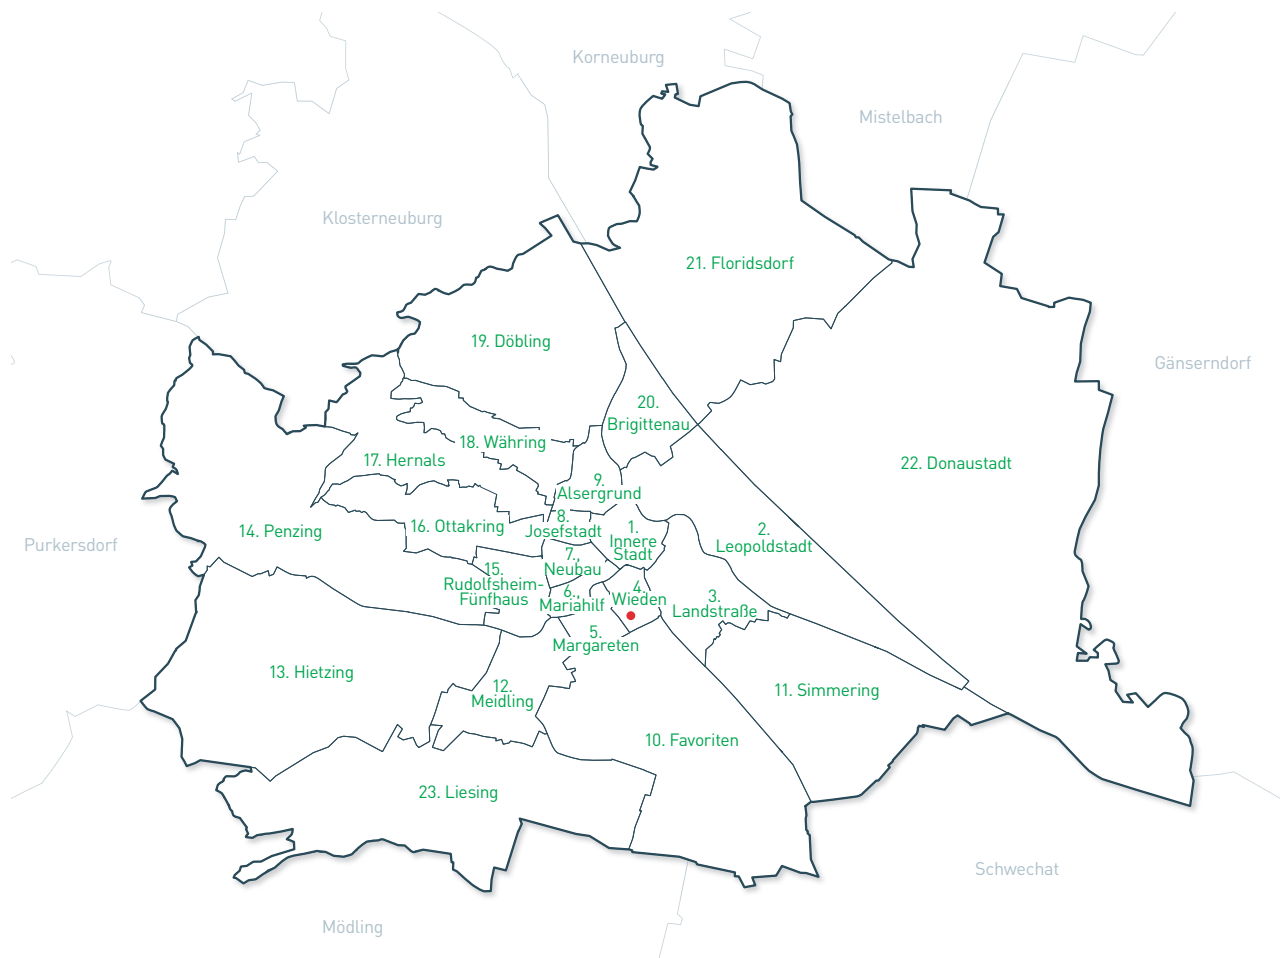 Korneuburg
Mistelbach
Klosterneuburg
21. Floridsdorf
19. Döbling
Gänserndorf
20.
Brigittenau
18. Währing
17. Hernals
22. Donaustadt
9.
Alsergrund
14. Penzing
16. Ottakring
8.
Josefstadt
1.
Innere
Stadt
2.
Leopoldstadt
Purkersdorf
7.
Neubau
15.
Rudolfsheim-
Fünfhaus
6.
Mariahilf
4.
Wieden
3.
Landstraße
5.
Margareten
13. Hietzing
12.
Meidling
11. Simmering
10. Favoriten
23. Liesing
Schwechat
Mödling